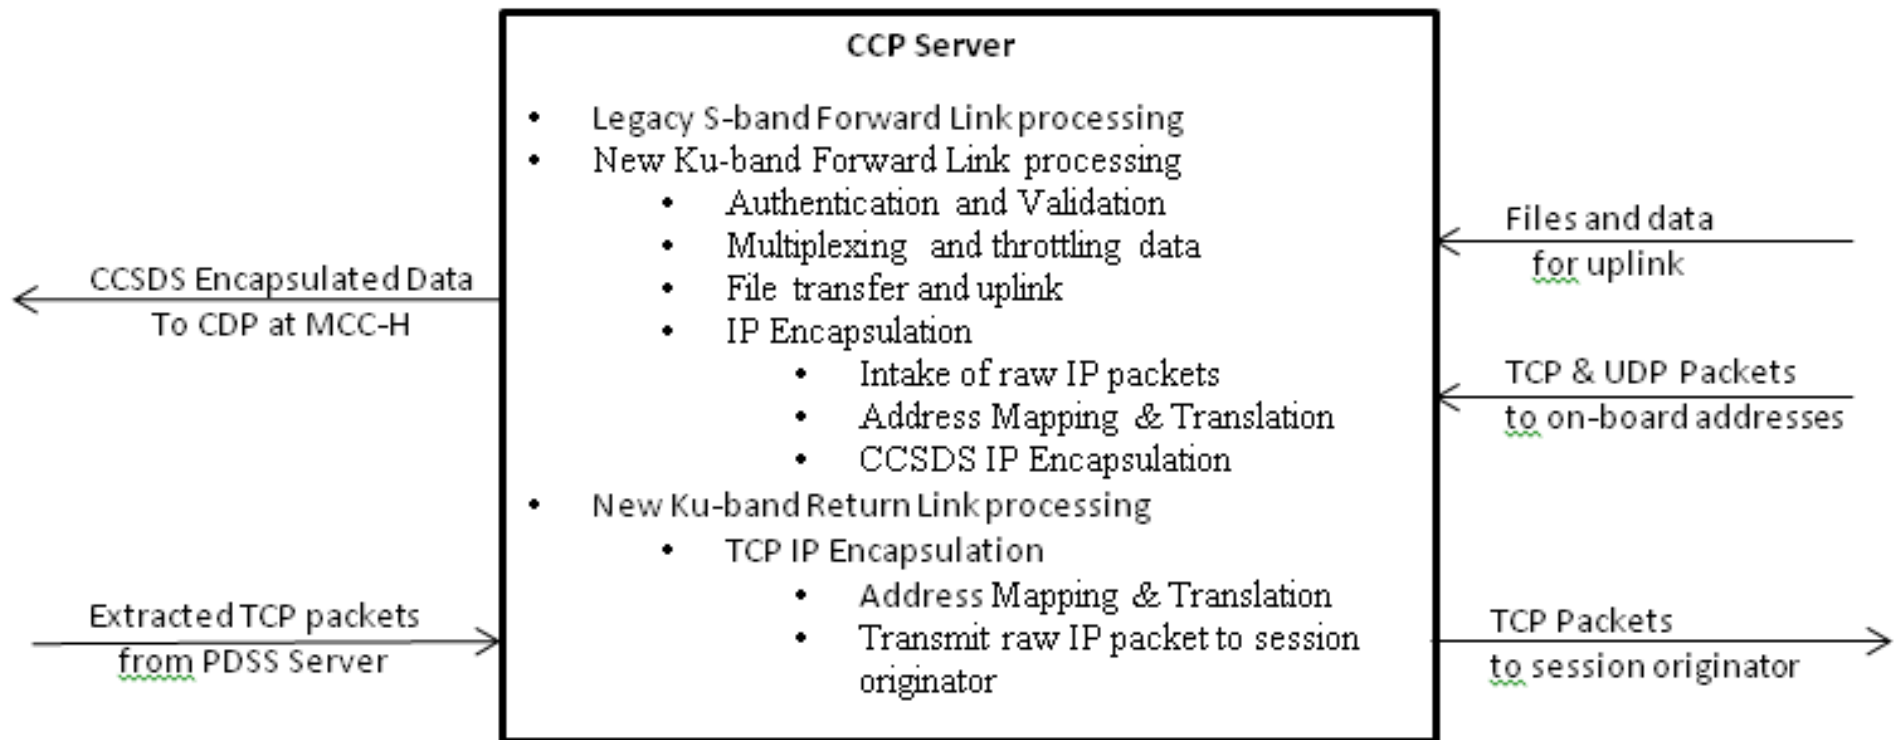 CCP Server
• Legacy S-band Forward Link processing
• New Ku-band Forward Link processing
• Authentication and Validation
• Multiplexing and throttling data
• File transfer and uplink
• IP Encapsulation
• Intake of raw IP packets
• Address Mapping & Translation
• CCSDS IP Encapsulation
• New Ku-band Return Link processing
• TCP IP Encapsulation
• Address Mapping & Translation
• Transmit raw IP packet to session
originator
CCSDS Encapsulated Data
To CDP at MCC-H
Extracted TCP packets
from PDSS Server
Files and data
for uplink
TCP & UDP Packets
to on-board addresses
TCP Packets
to session originator